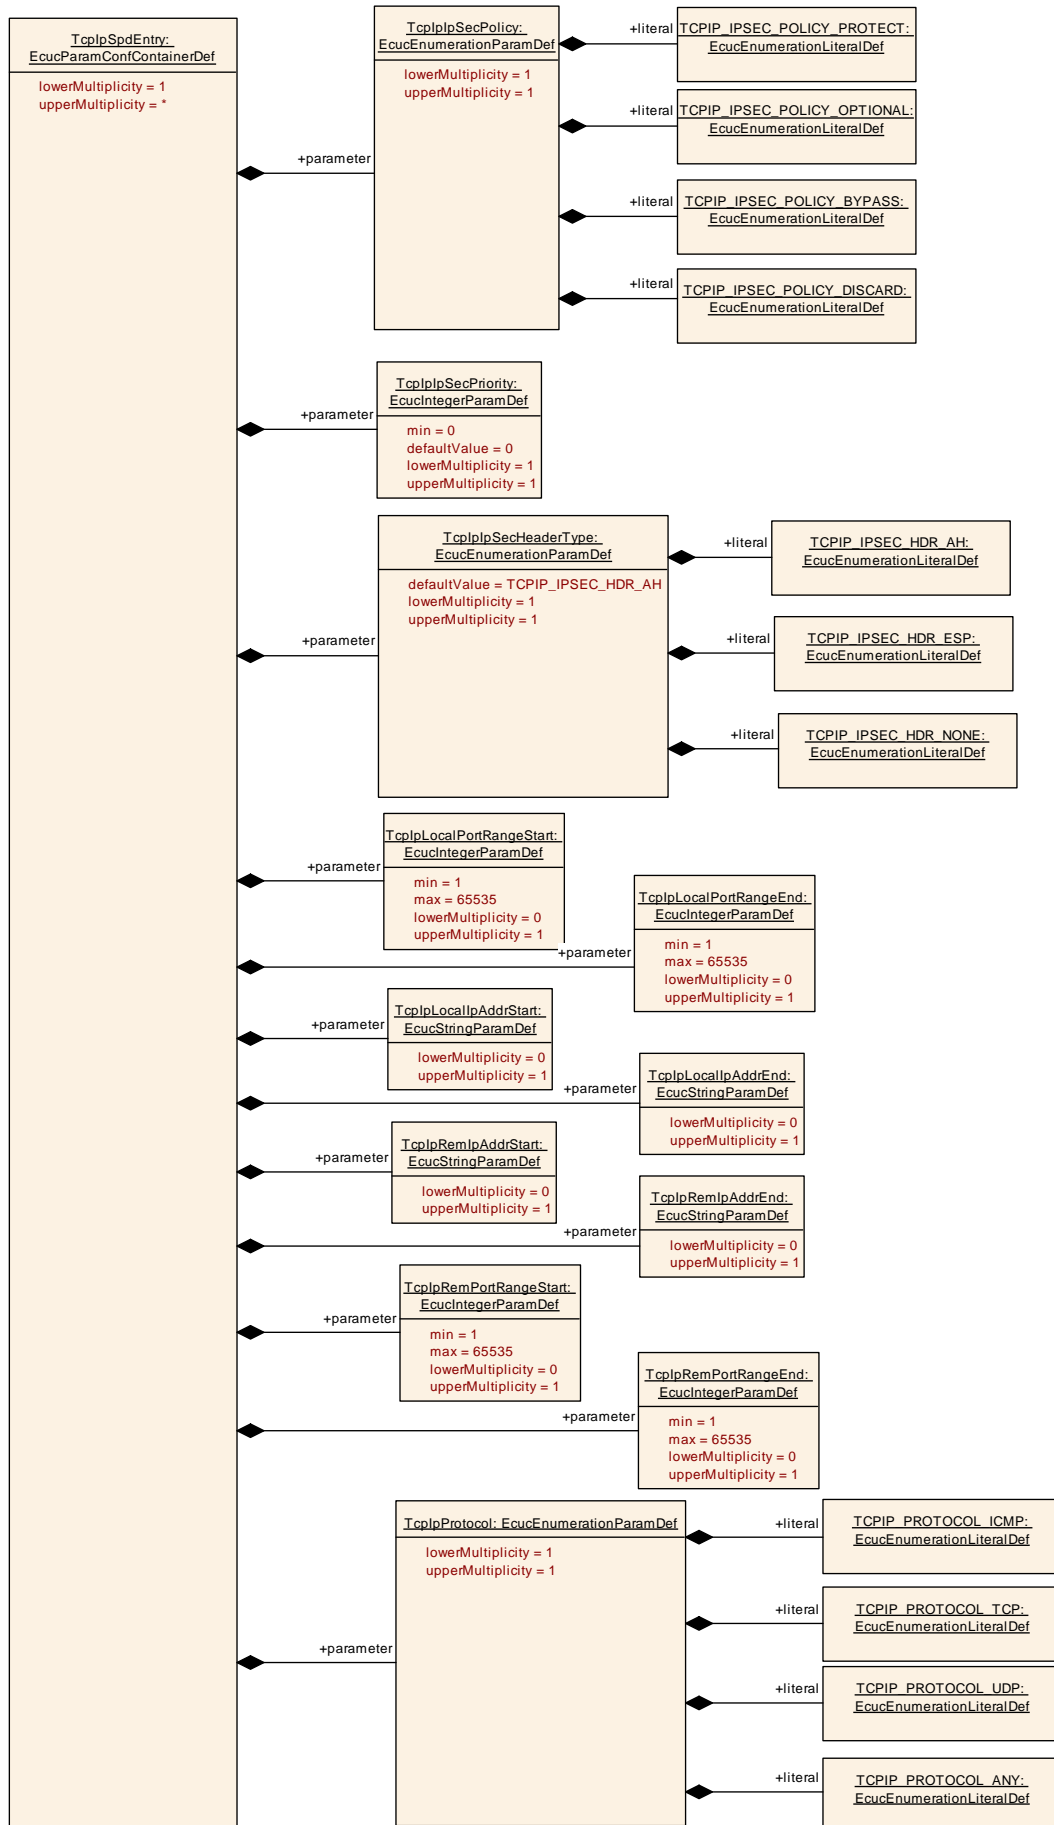 TcpIpSpdEntry:
EcucParamConfContainerDef
lowerMultiplicity = 1
upperMultiplicity = *
+parameter
TcpIpIpSecPolicy:
EcucEnumerationParamDef
lowerMultiplicity = 1
upperMultiplicity = 1
+literal
TCPIP_IPSEC_POLICY_PROTECT:
EcucEnumerationLiteralDef
+literal
TCPIP_IPSEC_POLICY_OPTIONAL:
EcucEnumerationLiteralDef
+literal
TCPIP_IPSEC_POLICY_BYPASS:
EcucEnumerationLiteralDef
+literal
TCPIP_IPSEC_POLICY_DISCARD:
EcucEnumerationLiteralDef
+parameter
TcpIpIpSecPriority:
EcucIntegerParamDef
min = 0
defaultValue = 0
lowerMultiplicity = 1
upperMultiplicity = 1
+parameter
TcpIpIpSecHeaderType:
EcucEnumerationParamDef
defaultValue = TCPIP_IPSEC_HDR_AH
lowerMultiplicity = 1
upperMultiplicity = 1
+literal
TCPIP_IPSEC_HDR_AH:
EcucEnumerationLiteralDef
+literal
TCPIP_IPSEC_HDR_ESP:
EcucEnumerationLiteralDef
+literal
TCPIP_IPSEC_HDR_NONE:
EcucEnumerationLiteralDef
+parameter
TcpIpLocalPortRangeStart:
EcucIntegerParamDef
min = 1
max = 65535
lowerMultiplicity = 0
upperMultiplicity = 1
+parameter
TcpIpLocalPortRangeEnd:
EcucIntegerParamDef
min = 1
max = 65535
lowerMultiplicity = 0
upperMultiplicity = 1
+parameter
TcpIpLocalIpAddrStart:
EcucStringParamDef
lowerMultiplicity = 0
upperMultiplicity = 1
+parameter
TcpIpLocalIpAddrEnd:
EcucStringParamDef
lowerMultiplicity = 0
upperMultiplicity = 1
+parameter
TcpIpRemIpAddrStart:
EcucStringParamDef
lowerMultiplicity = 0
upperMultiplicity = 1
+parameter
TcpIpRemIpAddrEnd:
EcucStringParamDef
lowerMultiplicity = 0
upperMultiplicity = 1
+parameter
TcpIpRemPortRangeStart:
EcucIntegerParamDef
min = 1
max = 65535
lowerMultiplicity = 0
upperMultiplicity = 1
+parameter
TcpIpRemPortRangeEnd:
EcucIntegerParamDef
min = 1
max = 65535
lowerMultiplicity = 0
upperMultiplicity = 1
+parameter
TcpIpProtocol: EcucEnumerationParamDef
lowerMultiplicity = 1
upperMultiplicity = 1
+literal
TCPIP_PROTOCOL_ICMP:
EcucEnumerationLiteralDef
+literal
TCPIP_PROTOCOL_TCP:
EcucEnumerationLiteralDef
+literal
TCPIP_PROTOCOL_UDP:
EcucEnumerationLiteralDef
+literal
TCPIP_PROTOCOL_ANY:
EcucEnumerationLiteralDef